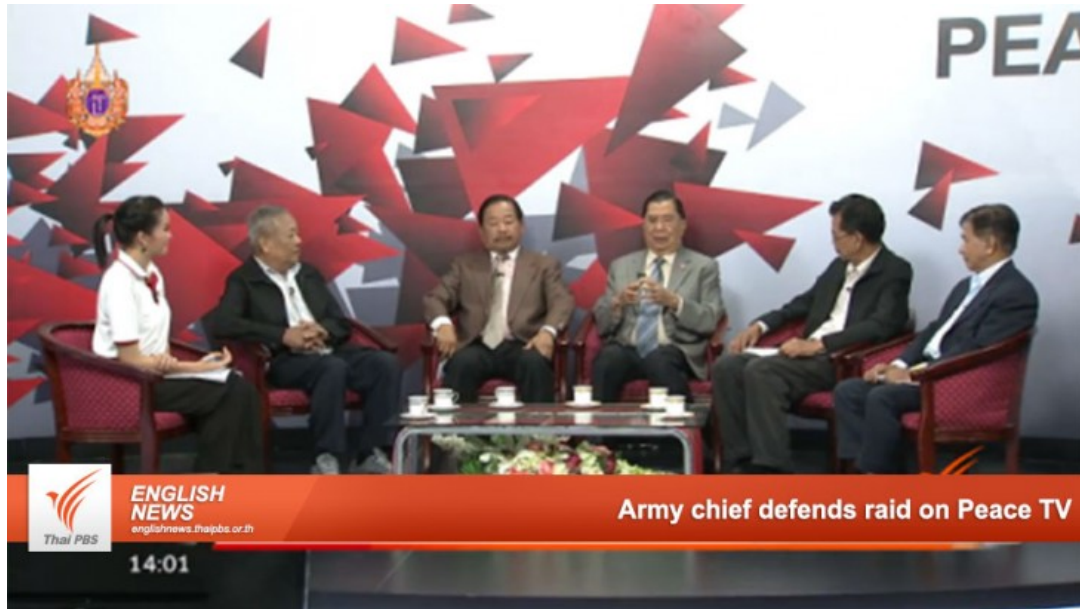 PEA
ENGLISH
NEWS
englishnews.thaipbs.or.th
Army chief defends raid on Peace TV
Thai PBS
14:01